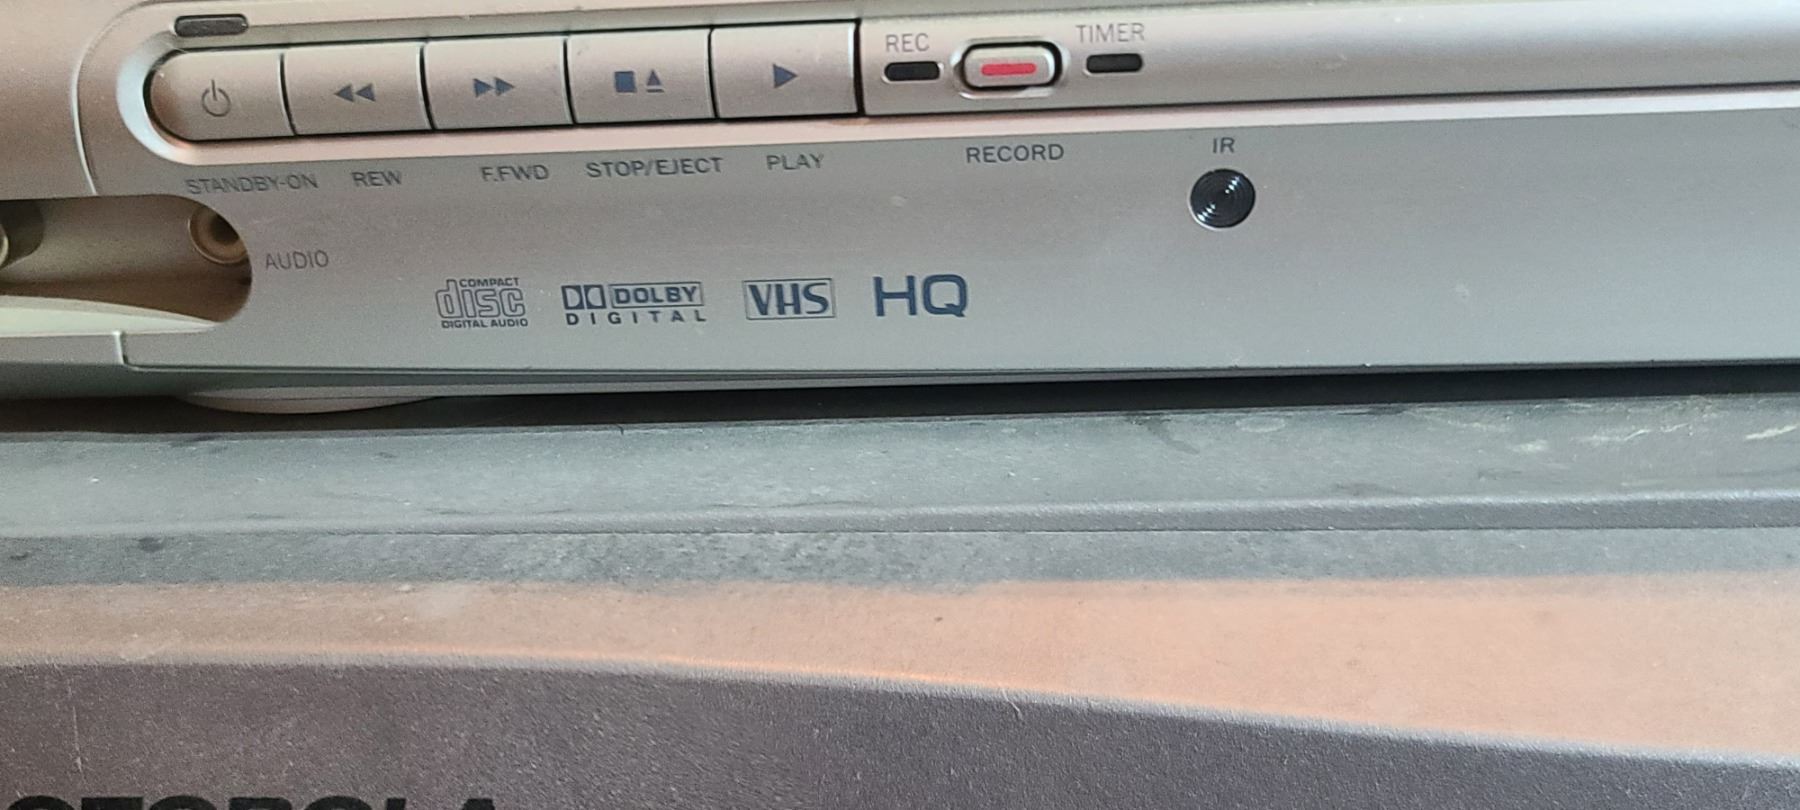 REC TIMER
STANDBY-ON REW F.FWD STOP/EJECT PLAY RECORD IR
AUDIO
COMPACT
disc
DIGITAL AUDIO
DOLBY
DIGITAL
VHS
HQ